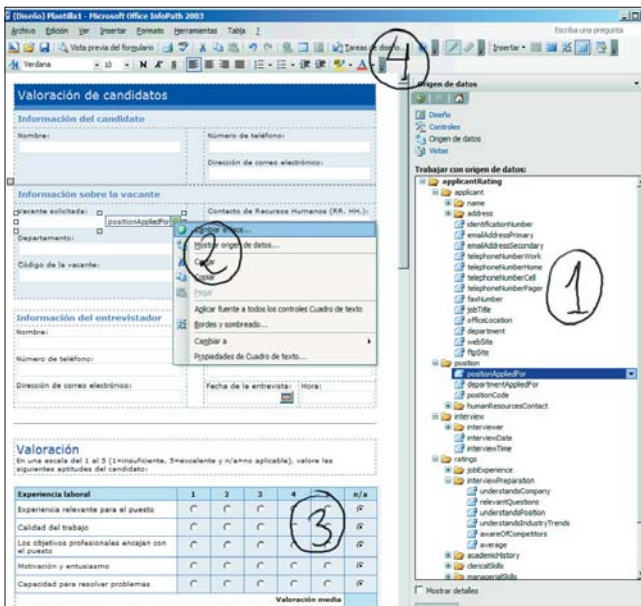 (Diseño) Plantilla1 - Microsoft Office InfoPath 2003
Archivo Edición Ver Insertar Formato Herramientas Tabla ? Escriba una pregunta
Vista previa del formulario Tareas de diseño... Insertar
Verdana 10 N K S
4
Valoración de candidatos
Información del candidato
Nombre: Número de teléfono:
Dirección de correo electrónico:
Información sobre la vacante
Vacante solicitada: Contacto de Recursos Humanos (RR. HH.):
positionAppliedFor
Departamento:
Código de la vacante:
Cambiar enlace...
Mostrar origen de datos...
Cortar
Copiar
Pegar
Aplicar fuente a todos los controles Cuadro de texto
Bordes y sombreado...
Cambiar a
Propiedades de Cuadro de texto...
2
Información del entrevistador
Nombre:
Número de teléfono:
Dirección de correo electrónico: Fecha de la entrevista: Hora:
Valoración
En una escala del 1 al 5 (1=insuficiente, 5=excelente y n/a=no aplicable), valore las
siguientes aptitudes del candidato:
Experiencia laboral 1 2 3 4 5 n/a
Experiencia relevante para el puesto
Calidad del trabajo
Los objetivos profesionales encajan con
el puesto
Motivación y entusiasmo
Capacidad para resolver problemas
Valoración media
3
Origen de datos
Diseño
Controles
Origen de datos
Vistas
Trabajar con origen de datos:
applicantRating
applicant
name
address
identificationNumber
emailAddressPrimary
emailAddressSecondary
telephoneNumberWork
telephoneNumberHome
telephoneNumberCell
telephoneNumberPager
faxNumber
jobTitle
officeLocation
department
webSite
ftpSite
1
position
positionAppliedFor
departmentAppliedFor
positionCode
humanResourcesContact
interview
interviewer
interviewDate
interviewTime
ratings
jobExperience
interviewPreparation
understandsCompany
relevantQuestions
understandsPosition
understandsIndustryTrends
awareOfCompetitors
average
academicHistory
clericalSkills
managerialSkills
Mostrar detalles